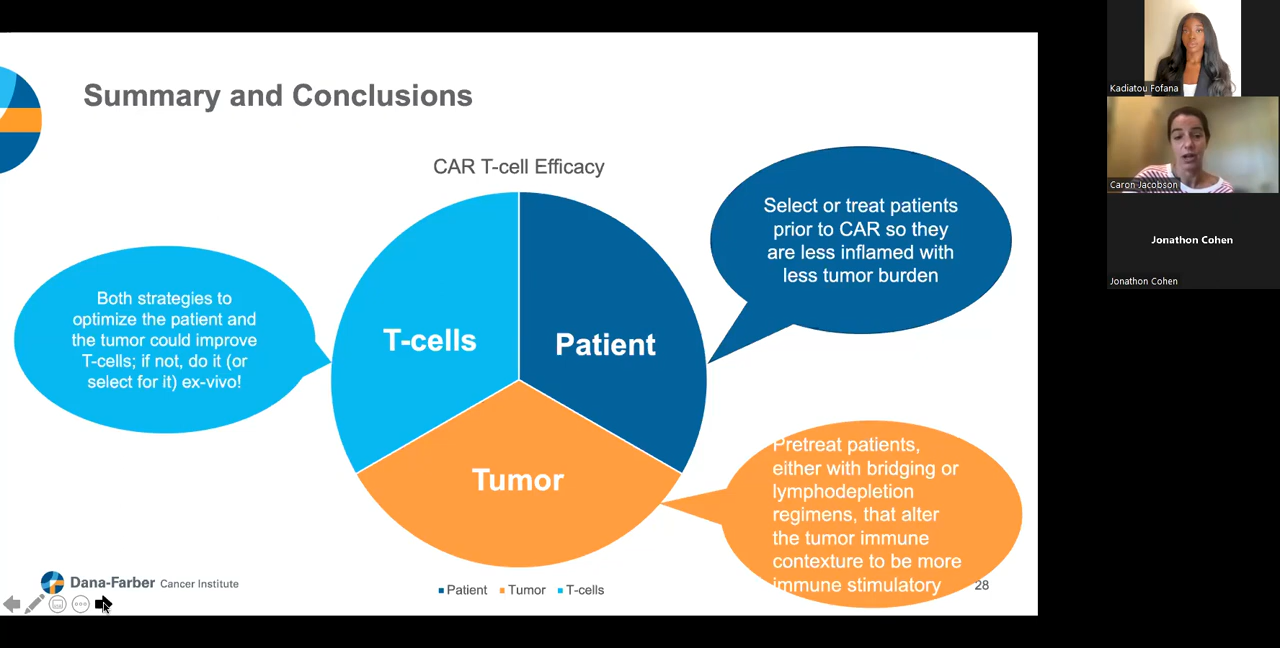 Summary and Conclusions
CAR T-cell Efficacy
Both strategies to
optimize the patient and
the tumor could improve
T-cells; if not, do it (or
select for it) ex-vivo!
T-cells
Patient
Tumor
Select or treat patients
prior to CAR so they
are less inflamed with
less tumor burden
Pretreat patients,
either with bridging or
lymphodepletion
regimens, that alter
the tumor immune
contexture to be more
immune stimulatory
Patient Tumor T-cells
Dana-Farber Cancer Institute
28
Kadiatou Fofana
Caron Jacobson
Jonathon Cohen
Jonathon Cohen